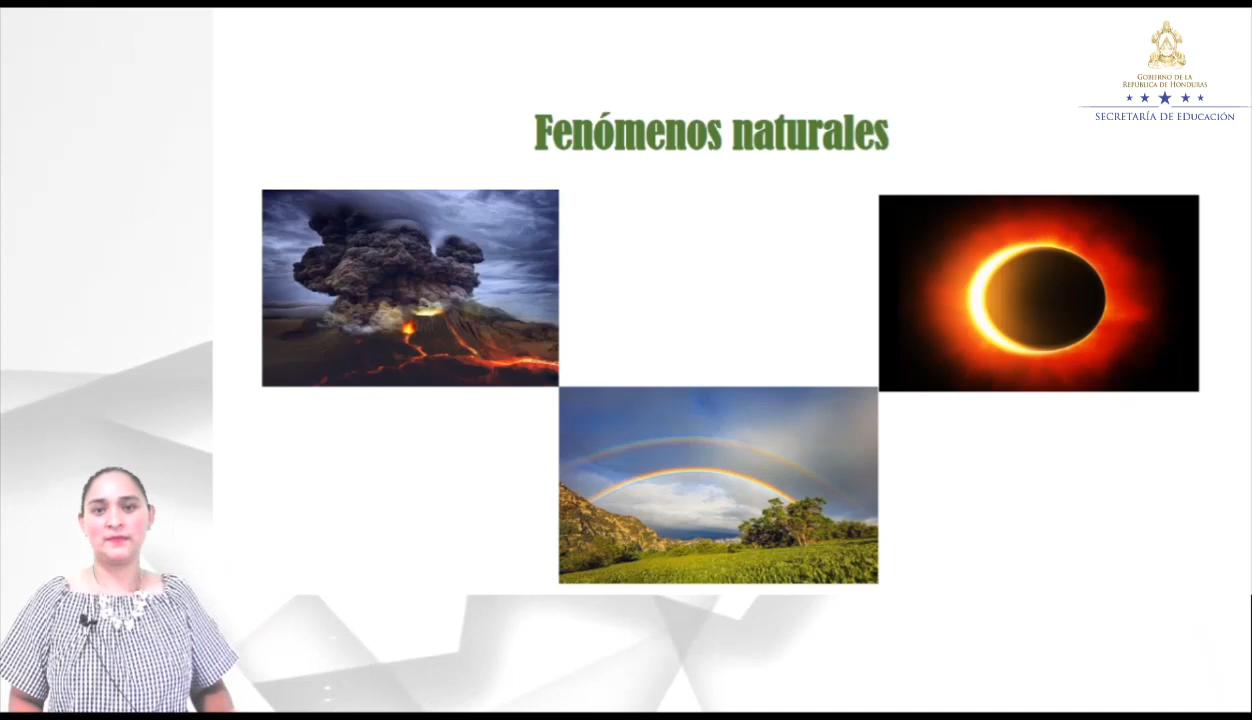 GOBIERNO DE LA
REPÚBLICA DE HONDURAS
SECRETARÍA DE EDUCACIÓN
Fenómenos naturales